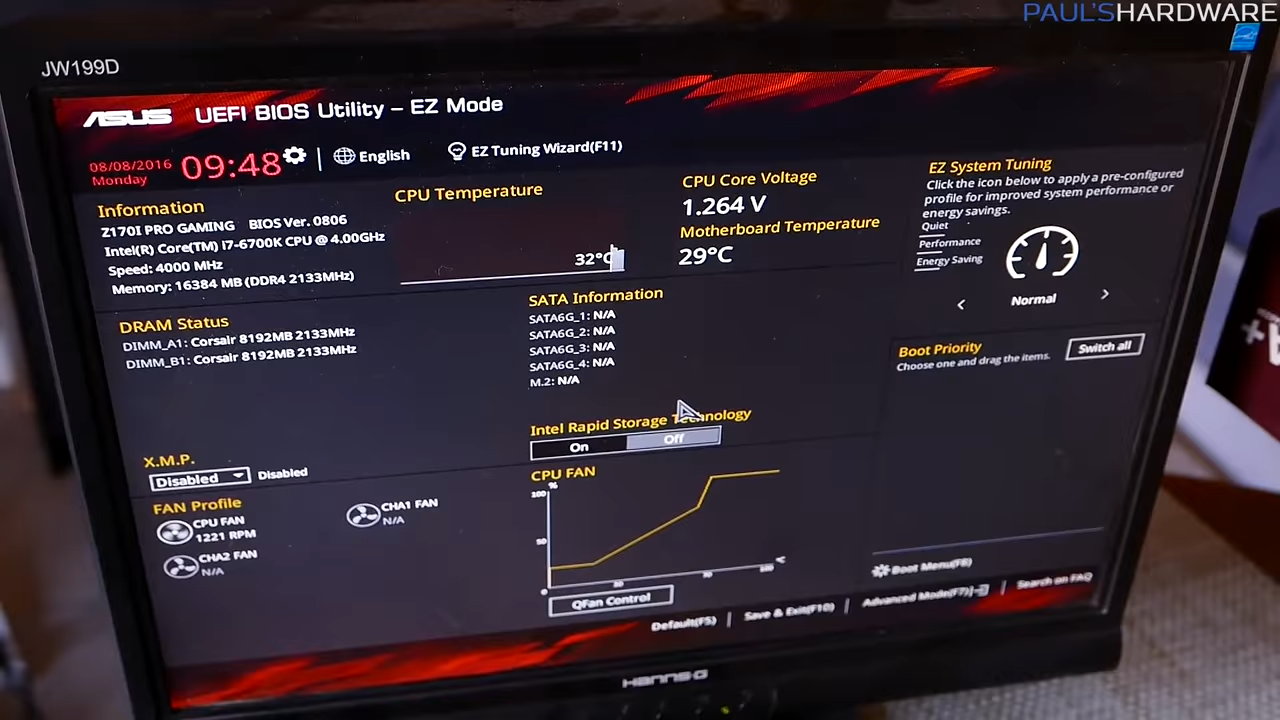 PAUL'SHARDWARE
JW199D
ASUS UEFI BIOS Utility – EZ Mode
08/08/2016
Monday
09:48
English
EZ Tuning Wizard(F11)
Information
Z170I PRO GAMING BIOS Ver. 0806
Intel(R) Core(TM) I7-6700K CPU @ 4.00GHz
Speed: 4000 MHz
Memory: 16384 MB (DDR4 2133MHz)
CPU Temperature
32°C
CPU Core Voltage
1.264 V
Motherboard Temperature
29°C
EZ System Tuning
Click the icon below to apply a pre-configured
profile for improved system performance or
energy savings.
Quiet
Performance
Energy Saving
Normal
DRAM Status
DIMM_A1: Corsair 8192MB 2133MHz
DIMM_B1: Corsair 8192MB 2133MHz
SATA Information
SATA6G_1: N/A
SATA6G_2: N/A
SATA6G_3: N/A
SATA6G_4: N/A
M.2: N/A
Boot Priority
Choose one and drag the items.
Switch all
Intel Rapid Storage Technology
On Off
X.M.P.
Disabled Disabled
FAN Profile
CPU FAN
1221 RPM
CHA1 FAN
N/A
CHA2 FAN
N/A
CPU FAN
%
100
50
0
30 70 100
°C
QFan Control
Boot Menu(F8)
Default(F5)
Save & Exit(F10)
Advanced Mode(F7)
Search on FAQ
HANNS G